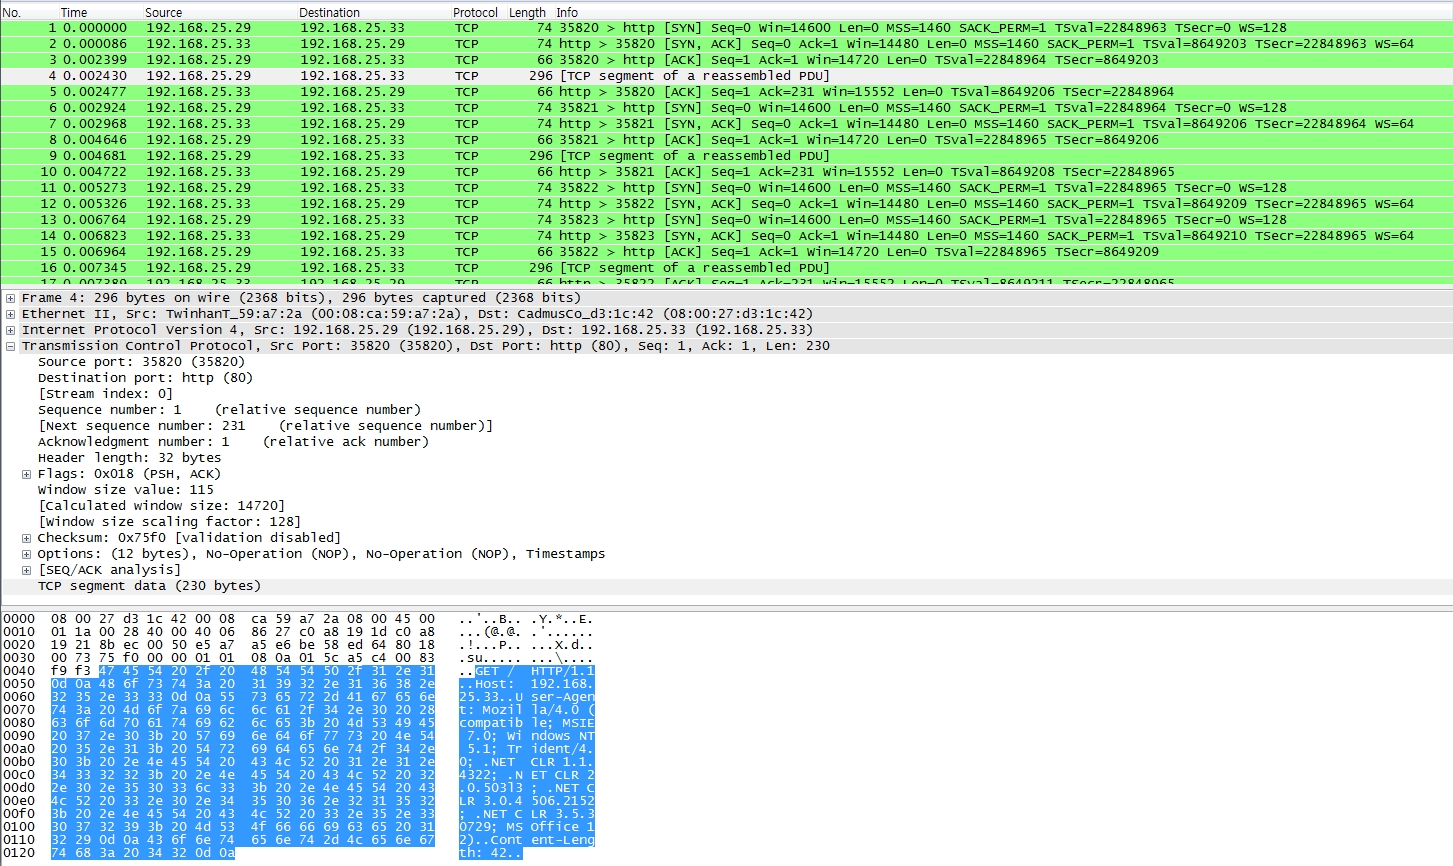 No. Time Source Destination Protocol Length Info
1 0.000000 192.168.25.29 192.168.25.33 TCP 74 35820 > http [SYN] Seq=0 Win=14600 Len=0 MSS=1460 SACK_PERM=1 TSval=22848963 TSecr=0 WS=128
2 0.000086 192.168.25.33 192.168.25.29 TCP 74 http > 35820 [SYN, ACK] Seq=0 Ack=1 Win=14480 Len=0 MSS=1460 SACK_PERM=1 TSval=8649203 TSecr=22848963 WS=64
3 0.002399 192.168.25.29 192.168.25.33 TCP 66 35820 > http [ACK] Seq=1 Ack=1 Win=14720 Len=0 TSval=22848964 TSecr=8649203
4 0.002430 192.168.25.29 192.168.25.33 TCP 296 [TCP segment of a reassembled PDU]
5 0.002477 192.168.25.33 192.168.25.29 TCP 66 http > 35820 [ACK] Seq=1 Ack=231 Win=15552 Len=0 TSval=8649206 TSecr=22848964
6 0.002924 192.168.25.29 192.168.25.33 TCP 74 35821 > http [SYN] Seq=0 Win=14600 Len=0 MSS=1460 SACK_PERM=1 TSval=22848964 TSecr=0 WS=128
7 0.002968 192.168.25.33 192.168.25.29 TCP 74 http > 35821 [SYN, ACK] Seq=0 Ack=1 Win=14480 Len=0 MSS=1460 SACK_PERM=1 TSval=8649206 TSecr=22848964 WS=64
8 0.004646 192.168.25.29 192.168.25.33 TCP 66 35821 > http [ACK] Seq=1 Ack=1 Win=14720 Len=0 TSval=22848965 TSecr=8649206
9 0.004681 192.168.25.29 192.168.25.33 TCP 296 [TCP segment of a reassembled PDU]
10 0.004722 192.168.25.33 192.168.25.29 TCP 66 http > 35821 [ACK] Seq=1 Ack=231 Win=15552 Len=0 TSval=8649208 TSecr=22848965
11 0.005273 192.168.25.29 192.168.25.33 TCP 74 35822 > http [SYN] Seq=0 Win=14600 Len=0 MSS=1460 SACK_PERM=1 TSval=22848965 TSecr=0 WS=128
12 0.005326 192.168.25.33 192.168.25.29 TCP 74 http > 35822 [SYN, ACK] Seq=0 Ack=1 Win=14480 Len=0 MSS=1460 SACK_PERM=1 TSval=8649209 TSecr=22848965 WS=64
13 0.006764 192.168.25.29 192.168.25.33 TCP 74 35823 > http [SYN] Seq=0 Win=14600 Len=0 MSS=1460 SACK_PERM=1 TSval=22848965 TSecr=0 WS=128
14 0.006823 192.168.25.33 192.168.25.29 TCP 74 http > 35823 [SYN, ACK] Seq=0 Ack=1 Win=14480 Len=0 MSS=1460 SACK_PERM=1 TSval=8649210 TSecr=22848965 WS=64
15 0.006964 192.168.25.29 192.168.25.33 TCP 66 35822 > http [ACK] Seq=1 Ack=1 Win=14720 Len=0 TSval=22848965 TSecr=8649209
16 0.007345 192.168.25.29 192.168.25.33 TCP 296 [TCP segment of a reassembled PDU]
17 0.007389 192.168.25.33 192.168.25.29 TCP 66 http > 35822 [ACK] Seq=1 Ack=231 Win=15552 Len=0 TSval=8649211 TSecr=22848965
Frame 4: 296 bytes on wire (2368 bits), 296 bytes captured (2368 bits)
Ethernet II, Src: TwinhanT_59:a7:2a (00:08:ca:59:a7:2a), Dst: CadmusCo_d3:1c:42 (08:00:27:d3:1c:42)
Internet Protocol Version 4, Src: 192.168.25.29 (192.168.25.29), Dst: 192.168.25.33 (192.168.25.33)
Transmission Control Protocol, Src Port: 35820 (35820), Dst Port: http (80), Seq: 1, Ack: 1, Len: 230
Source port: 35820 (35820)
Destination port: http (80)
[Stream index: 0]
Sequence number: 1 (relative sequence number)
[Next sequence number: 231 (relative sequence number)]
Acknowledgment number: 1 (relative ack number)
Header length: 32 bytes
Flags: 0x018 (PSH, ACK)
Window size value: 115
[Calculated window size: 14720]
[Window size scaling factor: 128]
Checksum: 0x75f0 [validation disabled]
Options: (12 bytes), No-Operation (NOP), No-Operation (NOP), Timestamps
[SEQ/ACK analysis]
TCP segment data (230 bytes)
0000 08 00 27 d3 1c 42 00 08 ca 59 a7 2a 08 00 45 00 ..'..B.. .Y.*..E.
0010 01 1a 00 28 40 00 40 06 86 27 c0 a8 19 1d c0 a8 ...(@.@. .'......
0020 19 21 8b ec 00 50 e5 a7 a5 e6 be 58 ed 64 80 18 .!...P.. ...X.d..
0030 00 73 75 f0 00 00 01 01 08 0a 01 5c a5 c4 00 83 .su..... ...\....
0040 f9 f3 47 45 54 20 2f 20 48 54 54 50 2f 31 2e 31 ..GET / HTTP/1.1
0050 0d 0a 48 6f 73 74 3a 20 31 39 32 2e 31 36 38 2e ..Host: 192.168.
0060 32 35 2e 33 33 0d 0a 55 73 65 72 2d 41 67 65 6e 25.33..U ser-Agen
0070 74 3a 20 4d 6f 7a 69 6c 6c 61 2f 34 2e 30 20 28 t: Mozil la/4.0 (
0080 63 6f 6d 70 61 74 69 62 6c 65 3b 20 4d 53 49 45 compatib le; MSIE
0090 20 37 2e 30 3b 20 57 69 6e 64 6f 77 73 20 4e 54 7.0; Wi ndows NT
00a0 20 35 2e 31 3b 20 54 72 69 64 65 6e 74 2f 34 2e 5.1; Tr ident/4.
00b0 30 3b 20 2e 4e 45 54 20 43 4c 52 20 31 2e 31 2e 0; .NET CLR 1.1.
00c0 34 33 32 32 3b 20 2e 4e 45 54 20 43 4c 52 20 32 4322; .N ET CLR 2
00d0 2e 30 2e 35 30 33 6c 33 3b 20 2e 4e 45 54 20 43 .0.503l3 ; .NET C
00e0 4c 52 20 33 2e 30 2e 34 35 30 36 2e 32 31 35 32 LR 3.0.4 506.2152
00f0 3b 20 2e 4e 45 54 20 43 4c 52 20 33 2e 35 2e 33 ; .NET C LR 3.5.3
0100 30 37 32 39 3b 20 4d 53 4f 66 66 69 63 65 20 31 0729; MS Office 1
0110 32 29 0d 0a 43 6f 6e 74 65 6e 74 2d 4c 65 6e 67 2)..Cont ent-Leng
0120 74 68 3a 20 34 32 0d 0a th: 42..